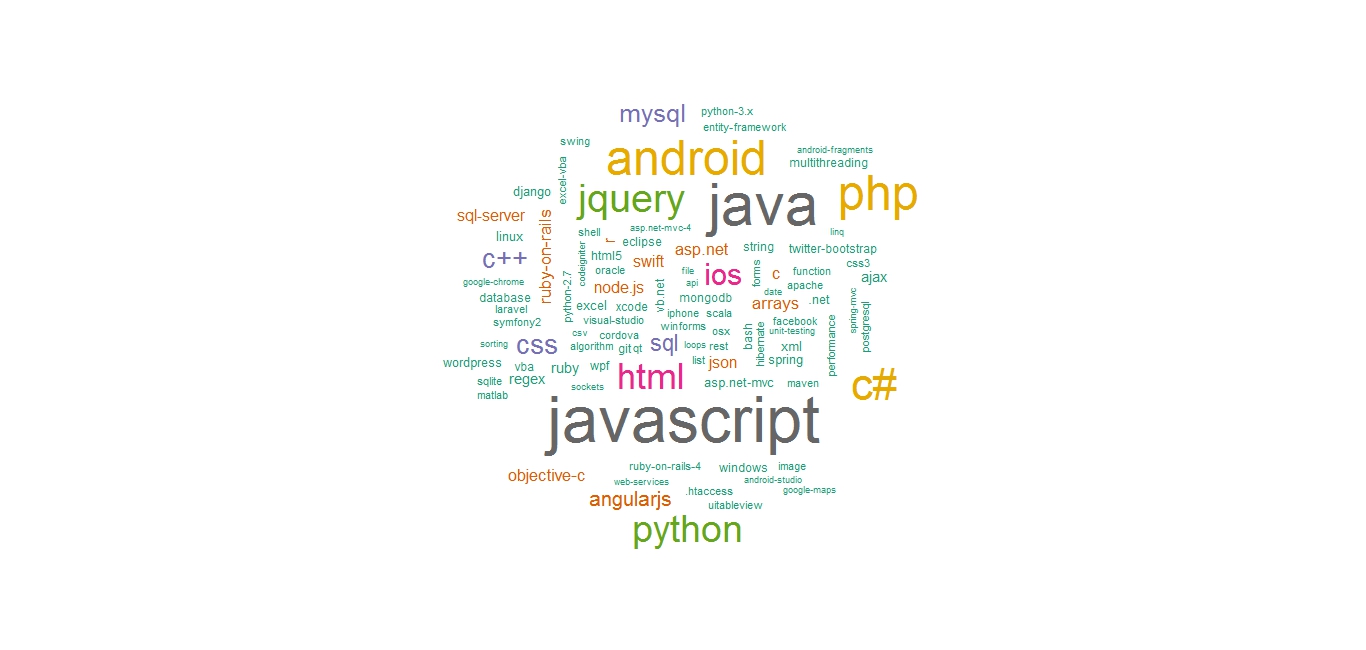 mysql
python-3.x
entity-framework
swing
android
android-fragments
multithreading
excel-vba
django
jquery
java
php
sql-server
ruby-on-rails
linux
shell
asp.net-mvc-4
linq
r
eclipse
asp.net
string
twitter-bootstrap
c++
codeigniter
html5
swift
oracle
file
ios
forms
c
function
css3
ajax
google-chrome
python-2.7
node.js
vb.net
api
date
apache
database
laravel
excel
xcode
mongodb
arrays
.net
spring-mvc
postgresql
symfony2
visual-studio
iphone
scala
facebook
winforms
osx
bash
hibernate
unit-testing
performance
csv
cordova
sorting
css
algorithm
git
qt
sql
loops
rest
xml
wordpress
vba
ruby
wpf
list
json
spring
sqlite
regex
sockets
html
asp.net-mvc
maven
c#
matlab
javascript
objective-c
ruby-on-rails-4
windows
image
web-services
android-studio
angularjs
.htaccess
google-maps
uitableview
python